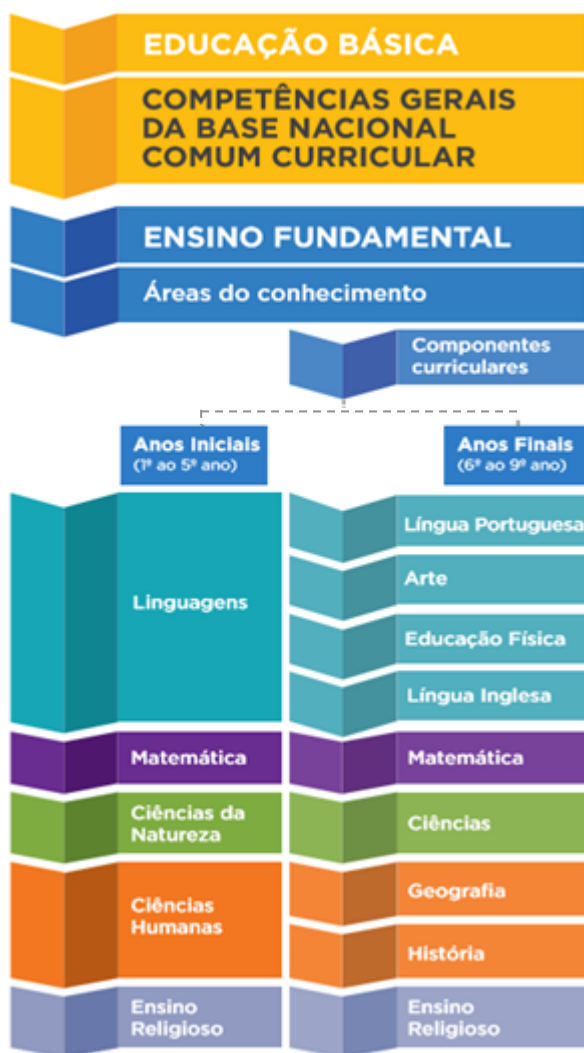 EDUCAÇÃO BÁSICA
COMPETÊNCIAS GERAIS
DA BASE NACIONAL
COMUM CURRICULAR
ENSINO FUNDAMENTAL
Áreas do conhecimento
Componentes
curriculares
Anos Iniciais
(1º ao 5º ano)
Anos Finais
(6º ao 9º ano)
Linguagens
Língua Portuguesa
Arte
Educação Física
Língua Inglesa
Matemática
Matemática
Ciências da
Natureza
Ciências
Ciências
Humanas
Geografia
História
Ensino
Religioso
Ensino
Religioso